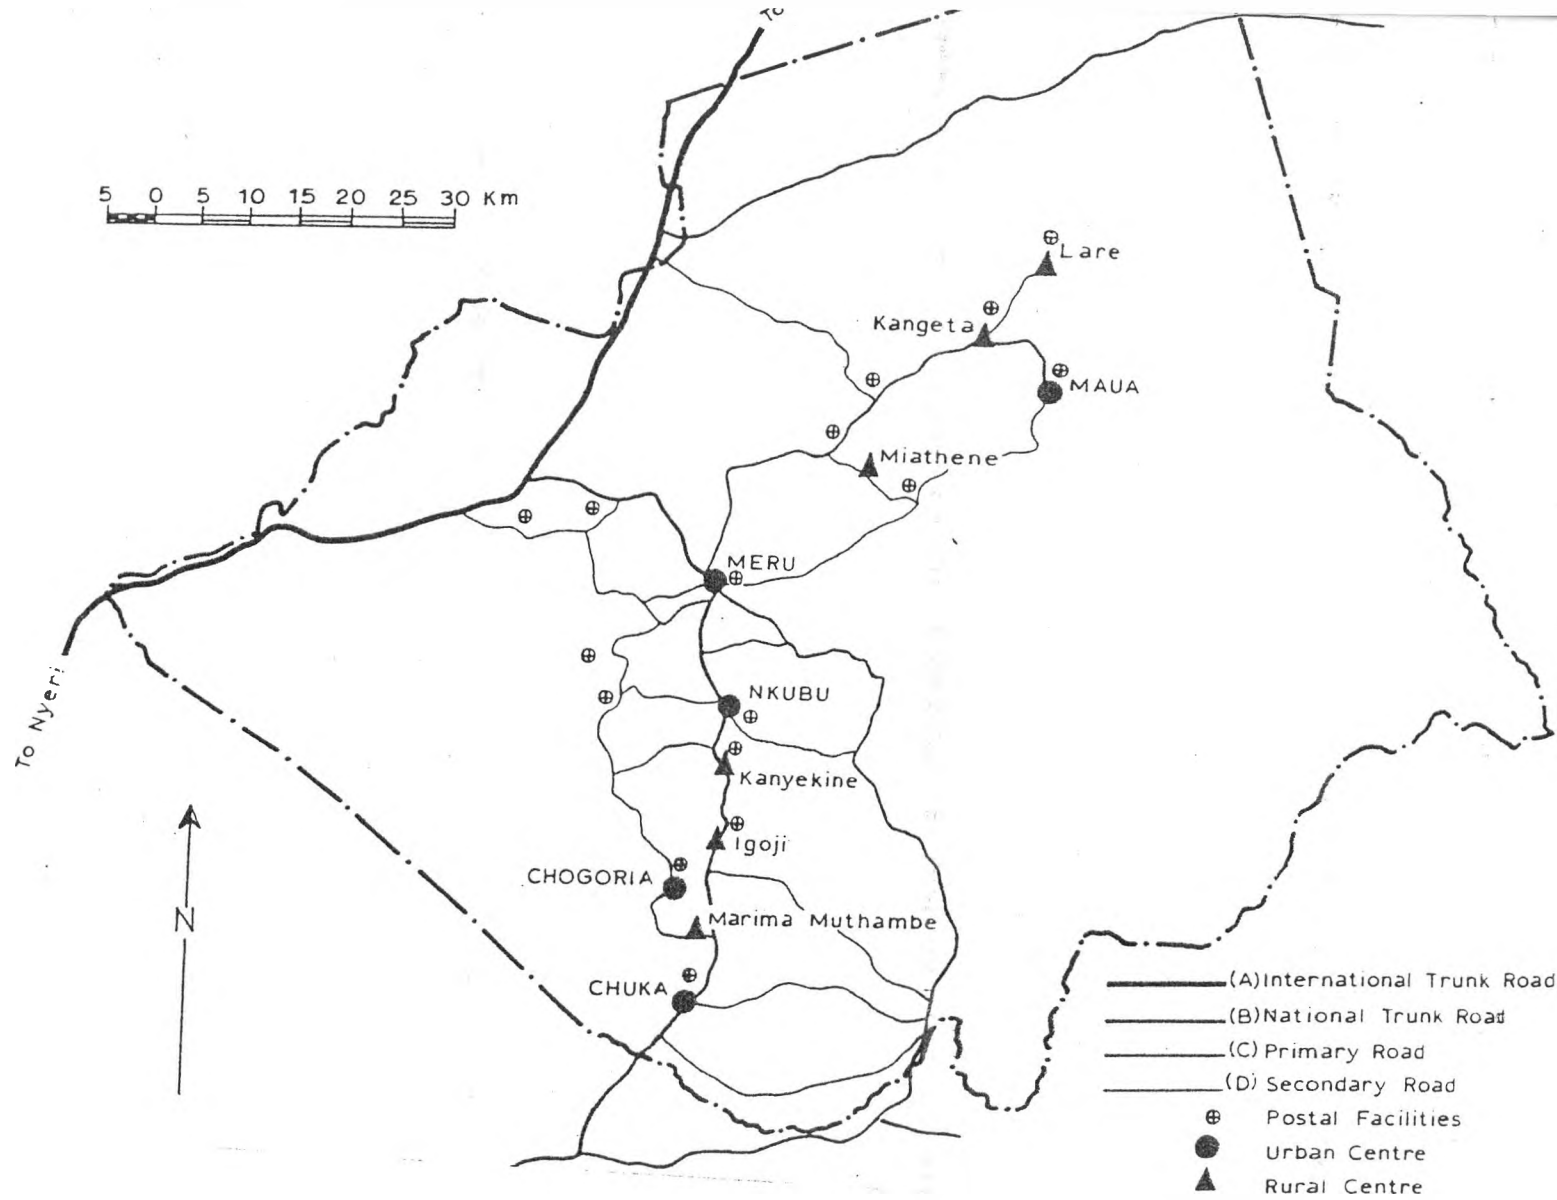 To
5 0 5 10 15 20 25 30 Km
Lare
Kangeta
MAUA
Miathene
MERU
To Nyeri
NKUBU
Kanyekine
Igoji
CHOGORIA
Marima Muthambe
N
CHUKA
(A) International Trunk Road
(B) National Trunk Road
(C) Primary Road
(D) Secondary Road
Postal Facilities
Urban Centre
Rural Centre